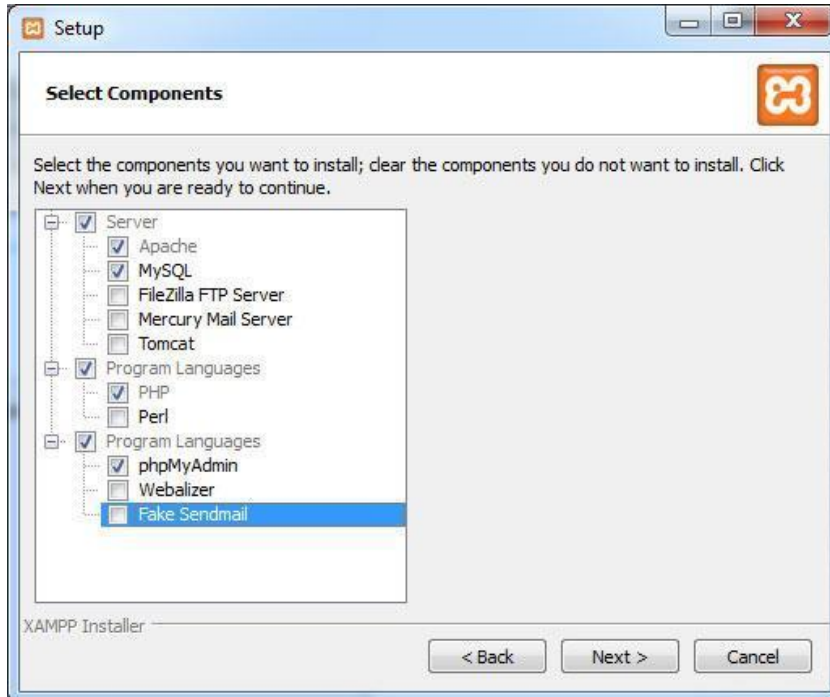 Setup
Select Components
Select the components you want to install; clear the components you do not want to install. Click
Next when you are ready to continue.
Server
Apache
MySQL
FileZilla FTP Server
Mercury Mail Server
Tomcat
Program Languages
PHP
Perl
Program Languages
phpMyAdmin
Webalizer
Fake Sendmail
XAMPP Installer
< Back Next > Cancel